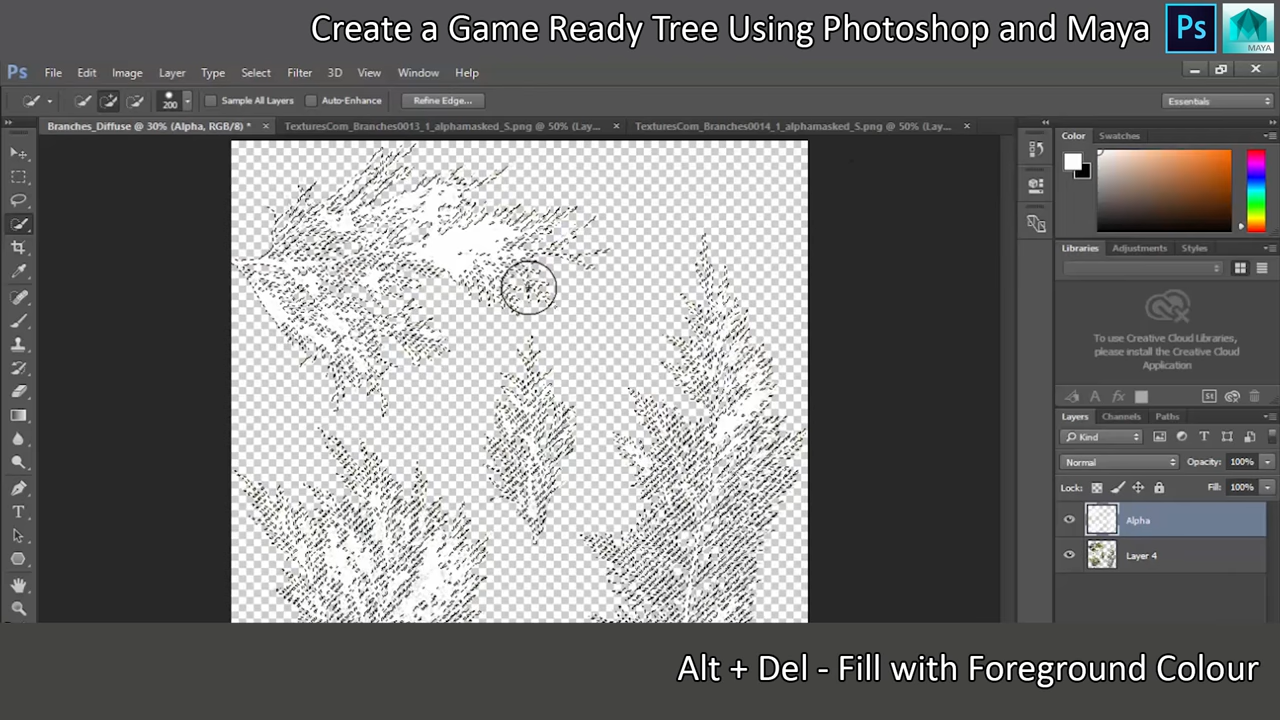 Create a Game Ready Tree Using Photoshop and Maya
Ps
MAYA
Ps File Edit Image Layer Type Select Filter 3D View Window Help
200 Sample All Layers Auto-Enhance Refine Edge... Essentials
Branches_Diffuse @ 30% (Alpha, RGB/8) * × TexturesCom_Branches0013_1_alphamasked_S.png @ 50% (Lay... × TexturesCom_Branches0014_1_alphamasked_S.png @ 50% (Lay... ×
Color Swatches
Libraries Adjustments Styles
To use Creative Cloud Libraries,
please install the Creative Cloud
Application
St
Layers Channels Paths
Kind
Normal Opacity: 100%
Lock: Fill: 100%
Alpha
Layer 4
Alt + Del - Fill with Foreground Colour